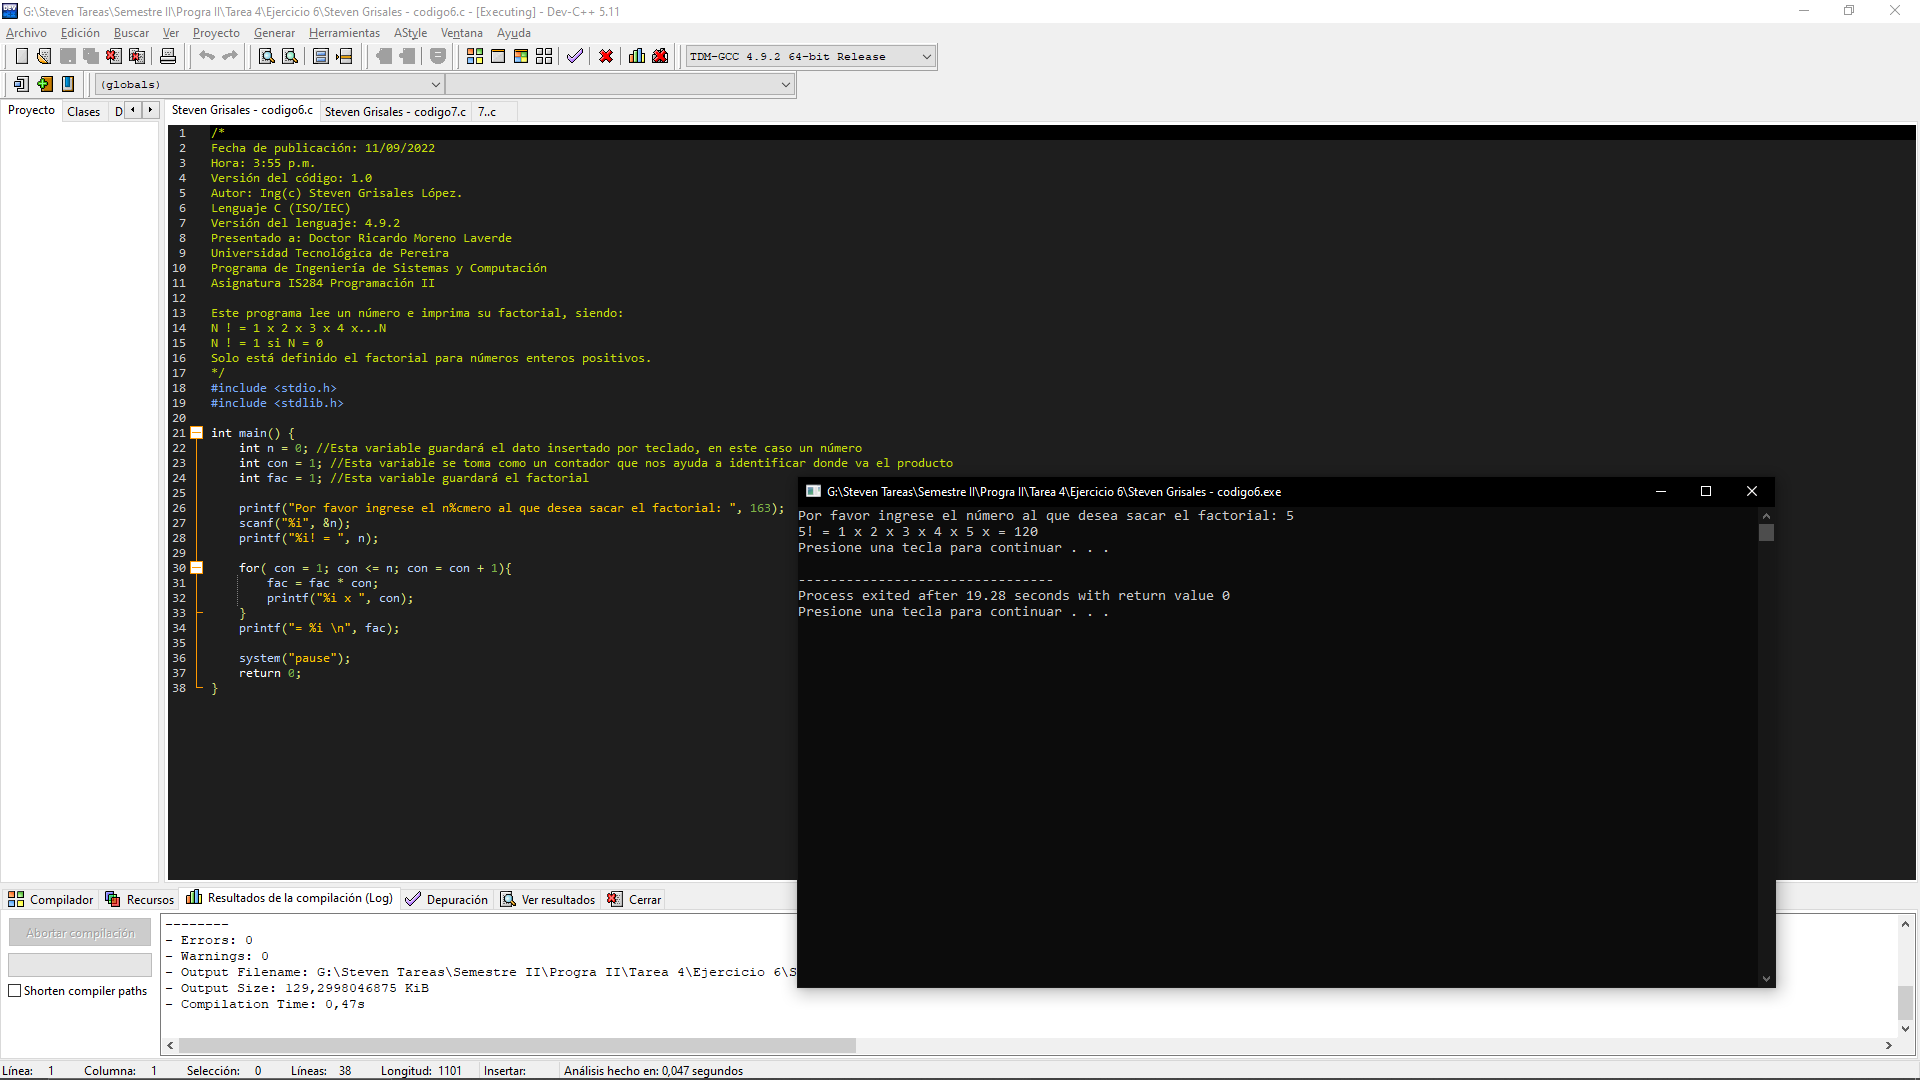 G:\Steven Tareas\Semestre II\Progra II\Tarea 4\Ejercicio 6\Steven Grisales - codigo6.c - [Executing] - Dev-C++ 5.11
Archivo Edición Buscar Ver Proyecto Generar Herramientas AStyle Ventana Ayuda
TDM-GCC 4.9.2 64-bit Release
(globals)
Proyecto Clases D
Steven Grisales - codigo6.c Steven Grisales - codigo7.c 7..c
1 /*
2 Fecha de publicación: 11/09/2022
3 Hora: 3:55 p.m.
4 Versión del código: 1.0
5 Autor: Ing(c) Steven Grisales López.
6 Lenguaje C (ISO/IEC)
7 Versión del lenguaje: 4.9.2
8 Presentado a: Doctor Ricardo Moreno Laverde
9 Universidad Tecnológica de Pereira
10 Programa de Ingeniería de Sistemas y Computación
11 Asignatura IS284 Programación II
12
13 Este programa lee un número e imprima su factorial, siendo:
14 N ! = 1 x 2 x 3 x 4 x...N
15 N ! = 1 si N = 0
16 Solo está definido el factorial para números enteros positivos.
17 */
18 #include <stdio.h>
19 #include <stdlib.h>
20
21 int main() {
22 int n = 0; //Esta variable guardará el dato insertado por teclado, en este caso un número
23 int con = 1; //Esta variable se toma como un contador que nos ayuda a identificar donde va el producto
24 int fac = 1; //Esta variable guardará el factorial
25
26 printf("Por favor ingrese el n%cmero al que desea sacar el factorial: ", 163);
27 scanf("%i", &n);
28 printf("%i! = ", n);
29
30 for( con = 1; con <= n; con = con + 1){
31 fac = fac * con;
32 printf("%i x ", con);
33 }
34 printf("= %i \n", fac);
35
36 system("pause");
37 return 0;
38 }
G:\Steven Tareas\Semestre II\Progra II\Tarea 4\Ejercicio 6\Steven Grisales - codigo6.exe
Por favor ingrese el número al que desea sacar el factorial: 5
5! = 1 x 2 x 3 x 4 x 5 x = 120
Presione una tecla para continuar . . .
--------------------------------
Process exited after 19.28 seconds with return value 0
Presione una tecla para continuar . . .
Compilador Recursos Resultados de la compilación (Log) Depuración Ver resultados Cerrar
Abortar compilación
Shorten compiler paths
--------
- Errors: 0
- Warnings: 0
- Output Filename: G:\Steven Tareas\Semestre II\Progra II\Tarea 4\Ejercicio 6\S
- Output Size: 129,2998046875 KiB
- Compilation Time: 0,47s
Línea: 1 Columna: 1 Selección: 0 Líneas: 38 Longitud: 1101 Insertar: Análisis hecho en: 0,047 segundos